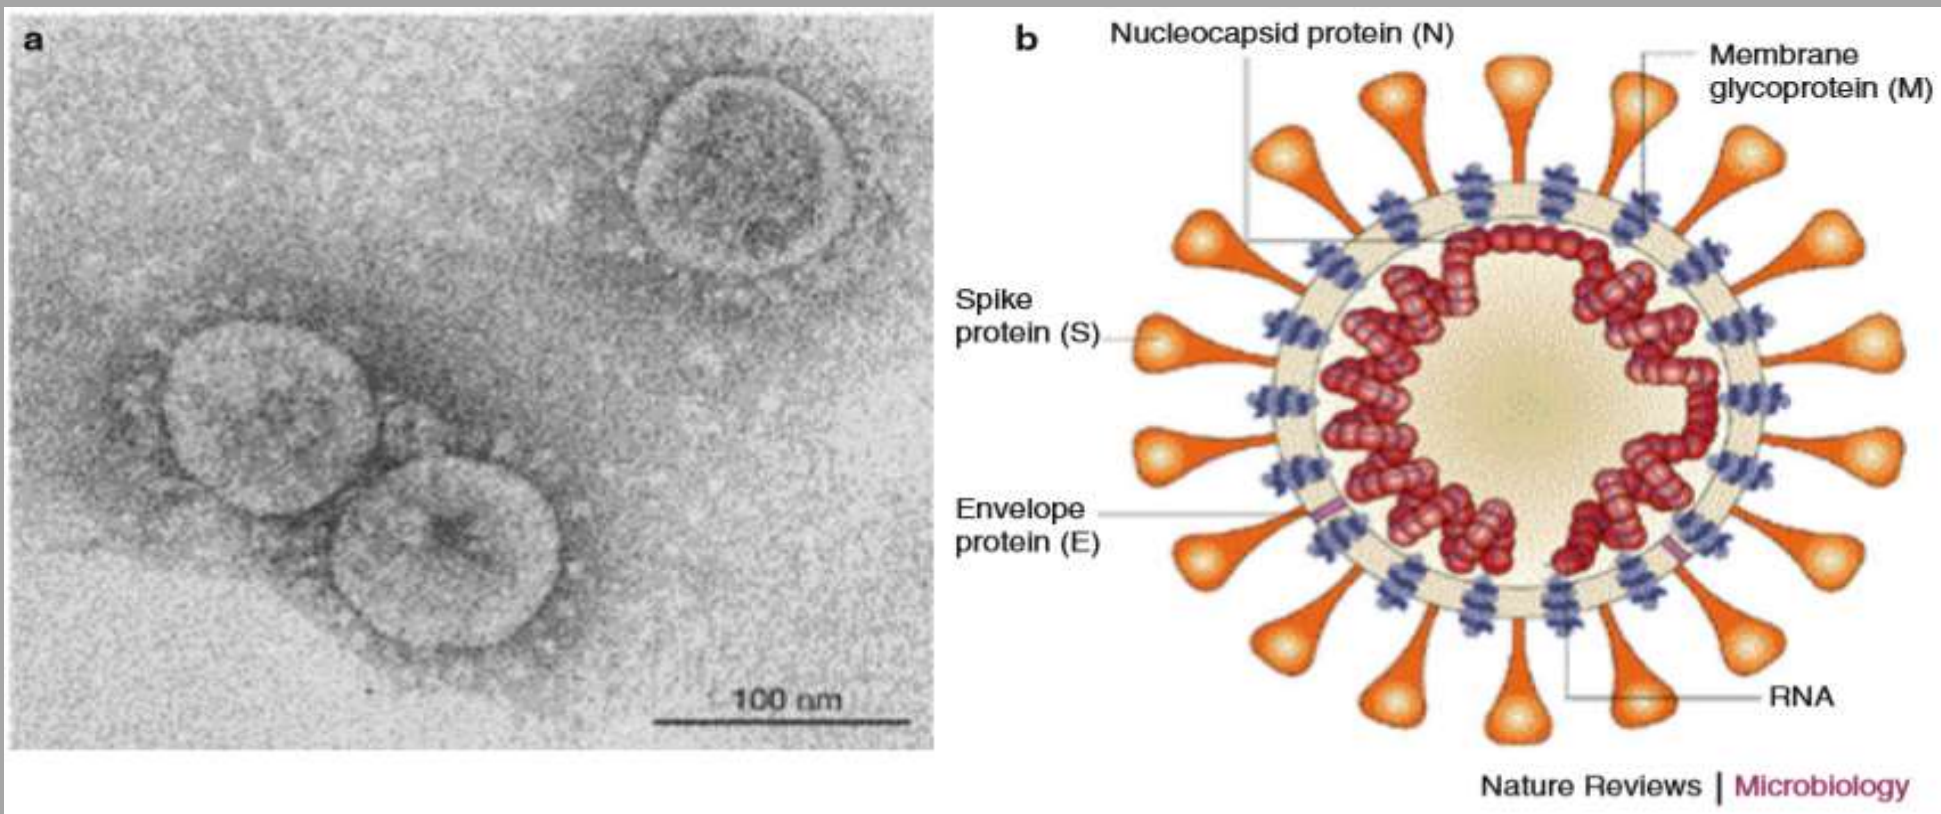 a
100 nm
b
Nucleocapsid protein (N)
Membrane
glycoprotein (M)
Spike
protein (S)
Envelope
protein (E)
RNA
Nature Reviews | Microbiology